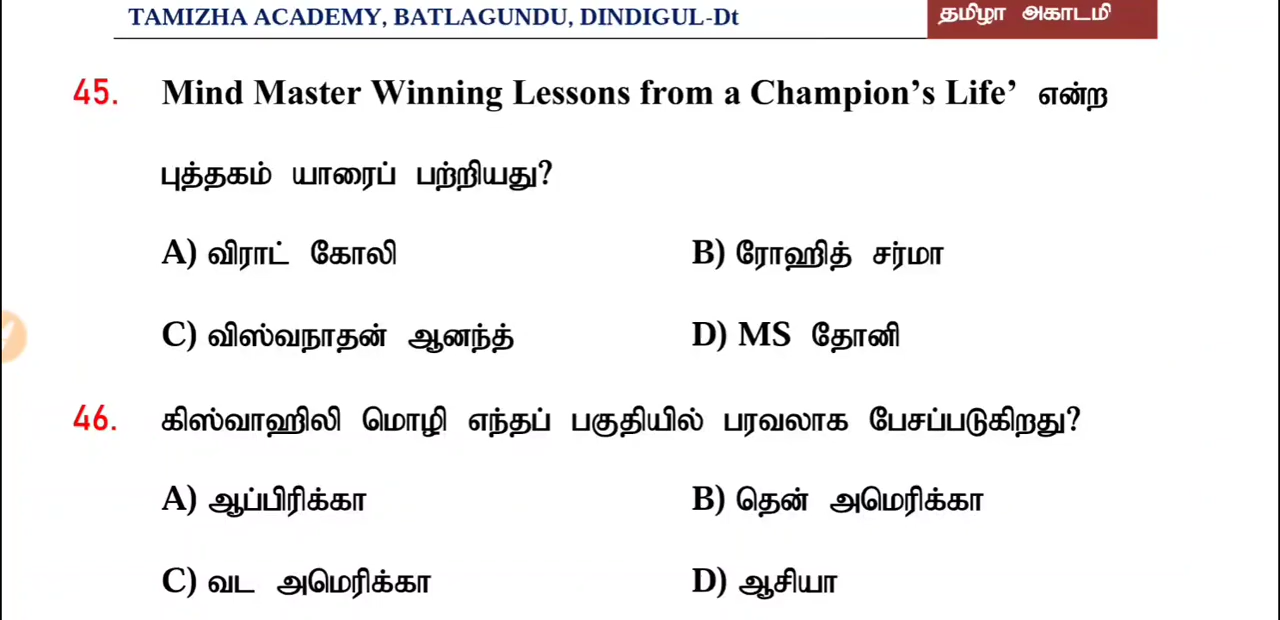 TAMIZHA ACADEMY, BATLAGUNDU, DINDIGUL-Dt தமிழா அகாடமி
45. Mind Master Winning Lessons from a Champion’s Life’ என்ற
புத்தகம் யாரைப் பற்றியது?
A) விராட் கோலி B) ரோஹித் சர்மா
C) விஸ்வநாதன் ஆனந்த் D) MS தோனி
46. கிஸ்வாஹிலி மொழி எந்தப் பகுதியில் பரவலாக பேசப்படுகிறது?
A) ஆப்பிரிக்கா B) தென் அமெரிக்கா
C) வட அமெரிக்கா D) ஆசியா